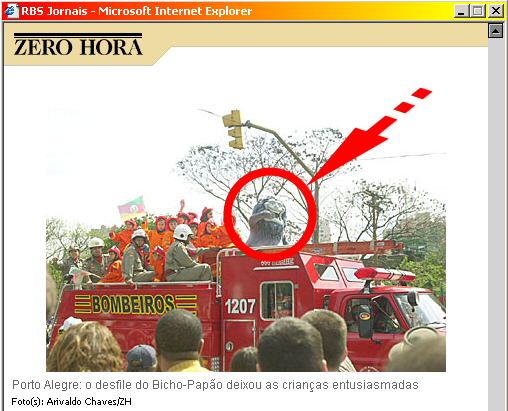 RBS Jornais - Microsoft Internet Explorer
ZERO HORA
BOMBEIROS
1207
Porto Alegre: o desfile do Bicho-Papão deixou as crianças entusiasmadas
Foto(s): Arivaldo Chaves/ZH